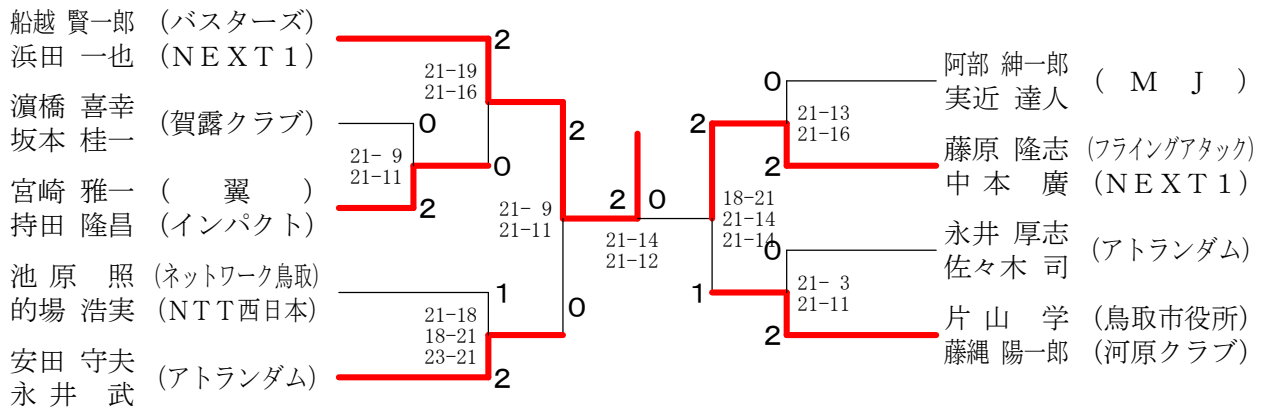 船越 賢一郎 (バスターズ)
浜田 一也 (NEXT1)
濵橋 喜幸
坂本 桂一
(賀露クラブ)
宮崎 雅一 ( 翼 )
持田 隆昌 (インパクト)
池 原 照 (ネットワーク鳥取)
的場 浩実 (NTT西日本)
安田 守夫
永 井 武
(アトランダム)
2
21-19
21-16
0
21- 9
21-11
0
2
2
21- 9
21-11
1
0
21-18
18-21
23-21
2
2 0
21-14
21-12
0
21-13
21-16
2
2
18-21
21-14
21-14
0
1
21- 3
21-11
2
阿部 紳一郎
実近 達人
( M J )
藤原 隆志 (フライングアタック)
中 本 廣 (NEXT1)
永井 厚志
佐々木 司
(アトランダム)
片 山 学 (鳥取市役所)
藤縄 陽一郎 (河原クラブ)